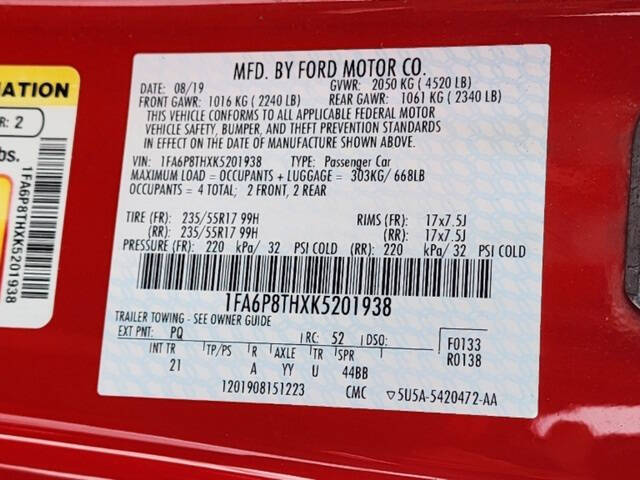 MATION
R: 2
bs.
1FA6P8THXK5201938
MFD. BY FORD MOTOR CO.
DATE: 08/19 GVWR: 2050 KG ( 4520 LB)
FRONT GAWR: 1016 KG ( 2240 LB) REAR GAWR: 1061 KG ( 2340 LB)
THIS VEHICLE CONFORMS TO ALL APPLICABLE FEDERAL MOTOR
VEHICLE SAFETY, BUMPER, AND THEFT PREVENTION STANDARDS
IN EFFECT ON THE DATE OF MANUFACTURE SHOWN ABOVE.
VIN: 1FA6P8THXK5201938 TYPE: Passenger Car
MAXIMUM LOAD = OCCUPANTS + LUGGAGE = 303KG/ 668LB
OCCUPANTS = 4 TOTAL; 2 FRONT, 2 REAR
TIRE (FR): 235/55R17 99H RIMS (FR): 17x7.5J
(RR): 235/55R17 99H (RR): 17x7.5J
PRESSURE (FR): 220 kPa/ 32 PSI COLD (RR): 220 kPa/ 32 PSI COLD
1FA6P8THXK5201938
TRAILER TOWING - SEE OWNER GUIDE
EXT PNT: PQ RC: 52 DSO: F0133
R0138
INT TR TP/PS R AXLE TR SPR
21 A YY U 44BB
1201908151223 CMC ▽5U5A-5420472-AA